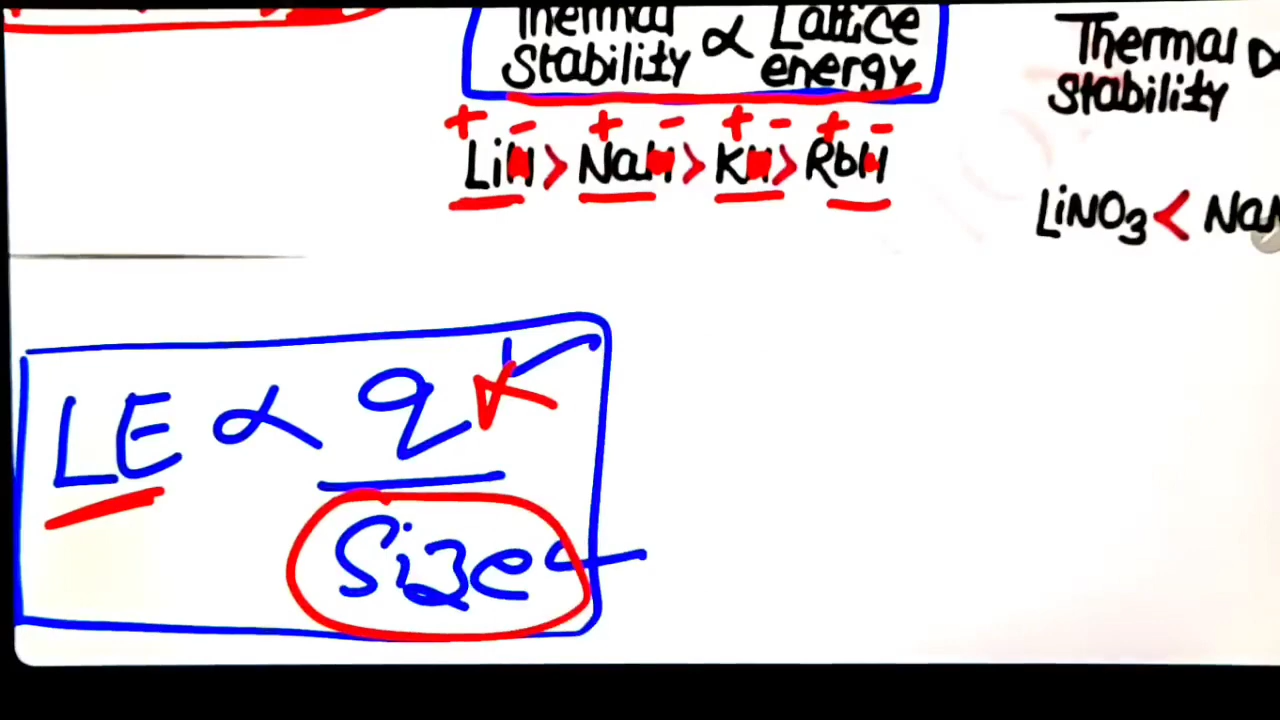 Thermal Stability ∝ Lattice energy
+ - + - + - + -
LiH > NaH > KH > RbH
Thermal
Stability
LiNO3 < Na
LE ∝ q
Size